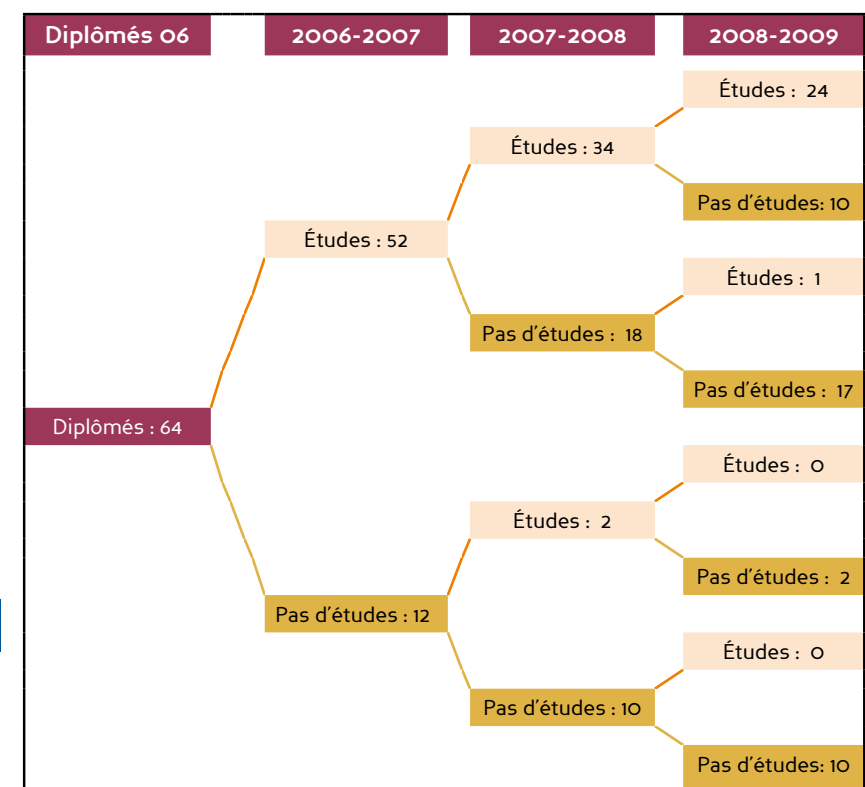 Diplômés 06 2006-2007 2007-2008 2008-2009
Études : 24
Études : 34
Pas d'études: 10
Études : 52
Études : 1
Pas d'études : 18
Pas d'études : 17
Diplômés : 64
Études : 0
Études : 2
Pas d'études : 2
Pas d'études : 12
Études : 0
Pas d'études : 10
Pas d'études: 10